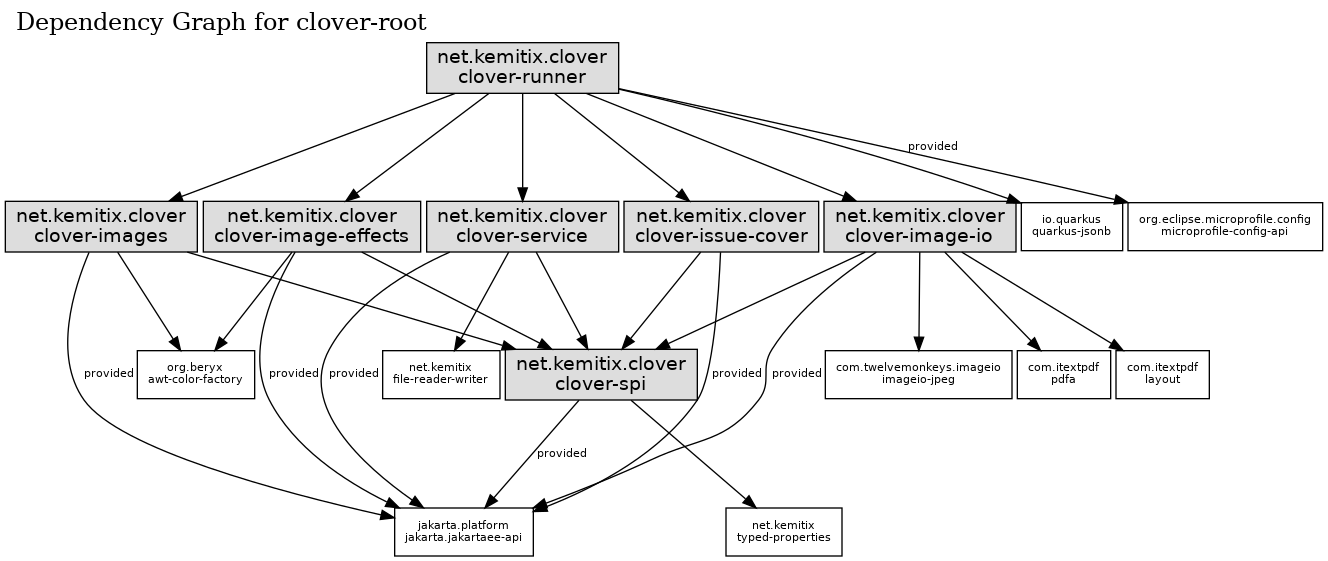 Dependency Graph for clover-root
net.kemitix.clover
clover-runner
provided
net.kemitix.clover
clover-images
net.kemitix.clover
clover-image-effects
net.kemitix.clover
clover-service
net.kemitix.clover
clover-issue-cover
net.kemitix.clover
clover-image-io
io.quarkus
quarkus-jsonb
org.eclipse.microprofile.config
microprofile-config-api
provided
org.beryx
awt-color-factory
provided
provided
net.kemitix
file-reader-writer
net.kemitix.clover
clover-spi
provided
provided
com.twelvemonkeys.imageio
imageio-jpeg
com.itextpdf
pdfa
com.itextpdf
layout
provided
jakarta.platform
jakarta.jakartaee-api
net.kemitix
typed-properties